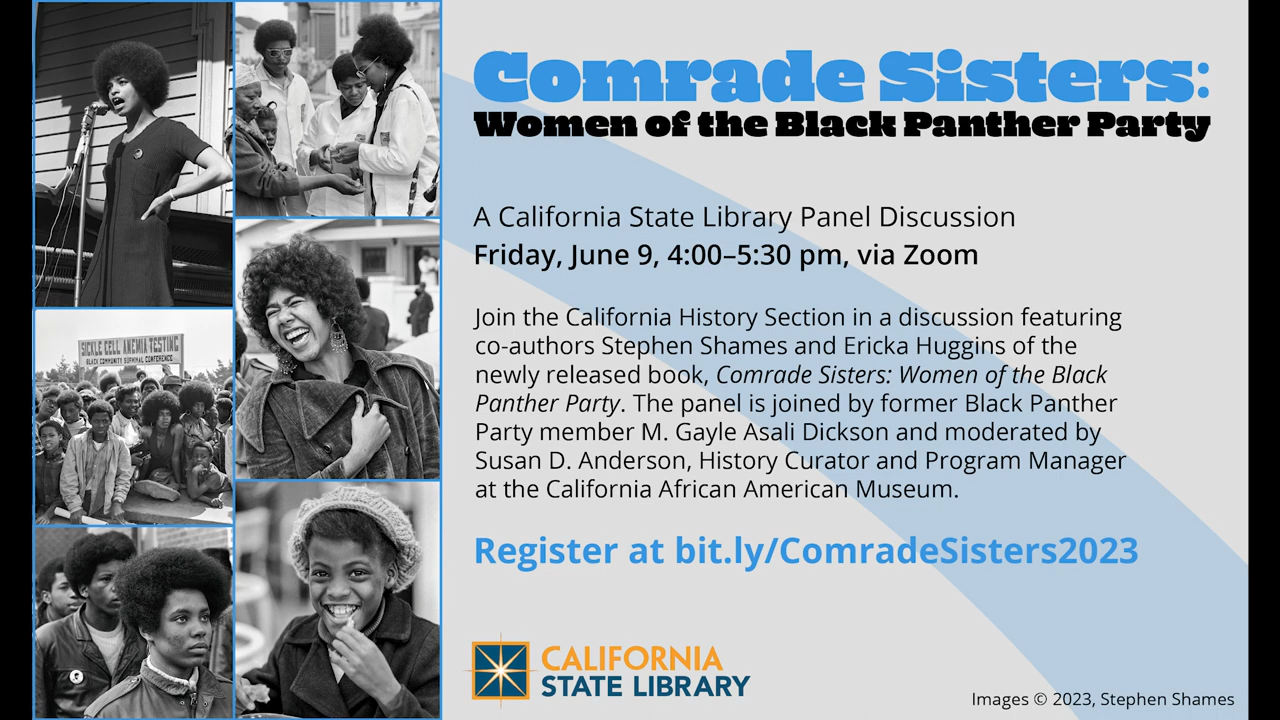 Comrade Sisters:
Women of the Black Panther Party
A California State Library Panel Discussion
Friday, June 9, 4:00–5:30 pm, via Zoom
Join the California History Section in a discussion featuring
co-authors Stephen Shames and Ericka Huggins of the
newly released book, Comrade Sisters: Women of the Black
Panther Party. The panel is joined by former Black Panther
Party member M. Gayle Asali Dickson and moderated by
Susan D. Anderson, History Curator and Program Manager
at the California African American Museum.
Register at bit.ly/ComradeSisters2023
CALIFORNIA
STATE LIBRARY
Images © 2023, Stephen Shames
SICKLE CELL ANEMIA TESTING
BLACK COMMUNITY SURVIVAL CONFERENCE